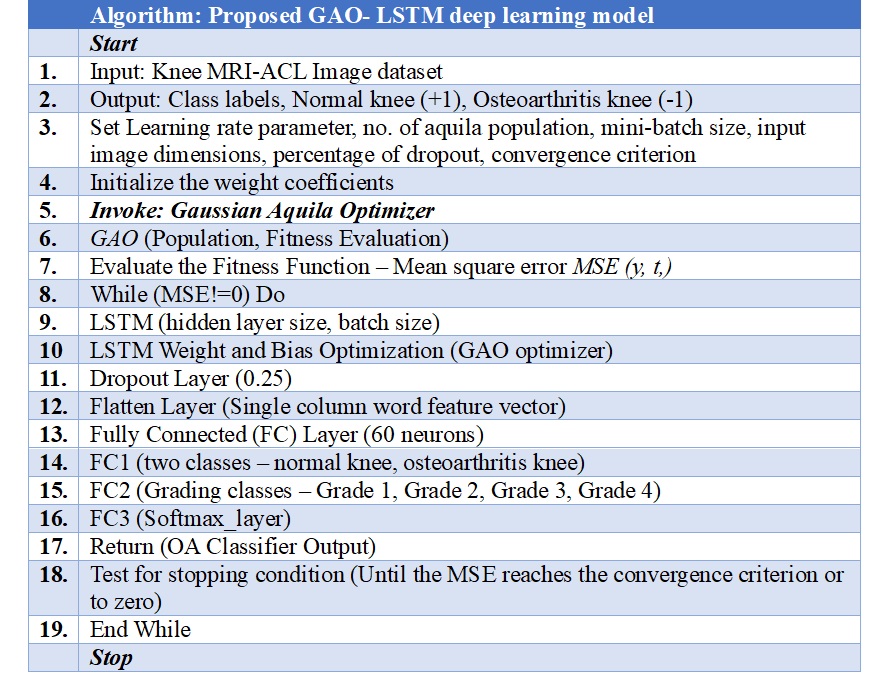 Algorithm: Proposed GAO- LSTM deep learning model
Start
1. Input: Knee MRI-ACL Image dataset
2. Output: Class labels, Normal knee (+1), Osteoarthritis knee (-1)
3. Set Learning rate parameter, no. of aquila population, mini-batch size, input
image dimensions, percentage of dropout, convergence criterion
4. Initialize the weight coefficients
5. Invoke: Gaussian Aquila Optimizer
6. GAO (Population, Fitness Evaluation)
7. Evaluate the Fitness Function – Mean square error MSE (y, t,)
8. While (MSE!=0) Do
9. LSTM (hidden layer size, batch size)
10 LSTM Weight and Bias Optimization (GAO optimizer)
11. Dropout Layer (0.25)
12. Flatten Layer (Single column word feature vector)
13. Fully Connected (FC) Layer (60 neurons)
14. FC1 (two classes – normal knee, osteoarthritis knee)
15. FC2 (Grading classes – Grade 1, Grade 2, Grade 3, Grade 4)
16. FC3 (Softmax_layer)
17. Return (OA Classifier Output)
18. Test for stopping condition (Until the MSE reaches the convergence criterion or
to zero)
19. End While
Stop